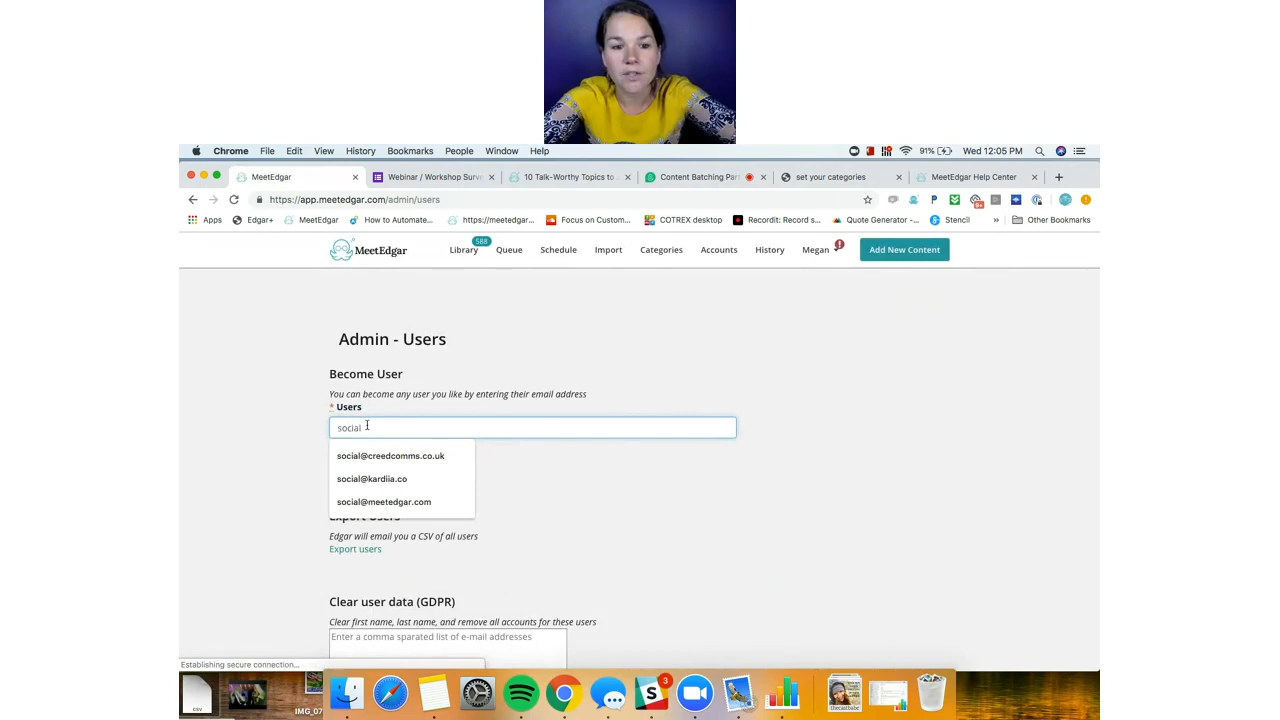 Chrome File Edit View History Bookmarks People Window Help
91% Wed 12:05 PM
MeetEdgar
Webinar / Workshop Surve
10 Talk-Worthy Topics to
Content Batching Par
set your categories
MeetEdgar Help Center
https://app.meetedgar.com/admin/users
Apps
Edgar+
MeetEdgar
How to Automate...
https://meetedgar...
Focus on Custom...
COTREX desktop
Recordit: Record s...
Quote Generator -...
Stencil
»
Other Bookmarks
MeetEdgar
588
Library Queue Schedule Import Categories Accounts History Megan
Add New Content
Admin - Users
Become User
You can become any user you like by entering their email address
* Users
social
social@creedcomms.co.uk
social@kardiia.co
social@meetedgar.com
Export Users
Edgar will email you a CSV of all users
Export users
Clear user data (GDPR)
Clear first name, last name, and remove all accounts for these users
Enter a comma sparated list of e-mail addresses
Establishing secure connection...
CSV
IMG_07
3
thecastbabe